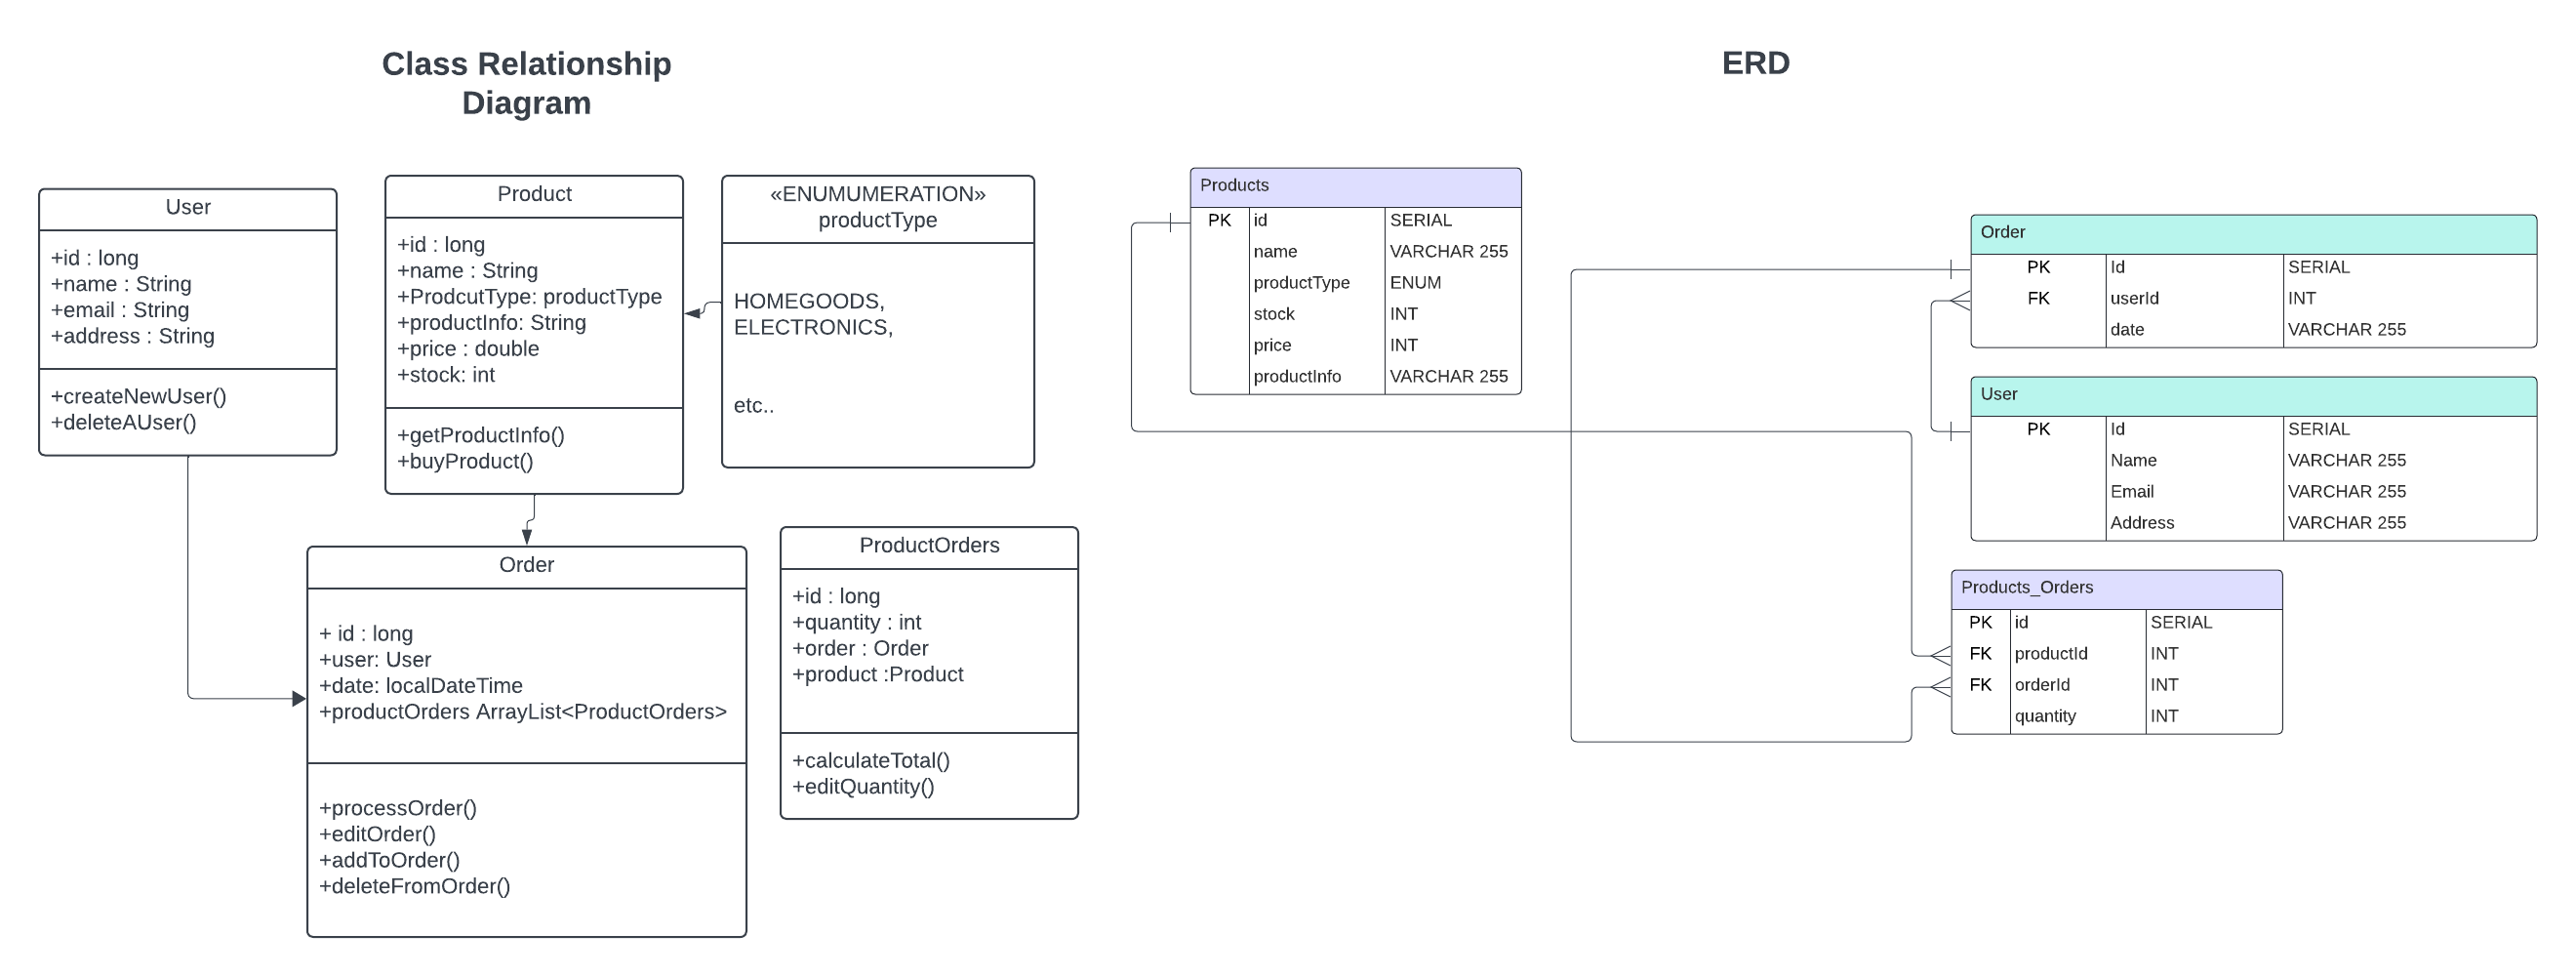 Class Relationship
Diagram
User
+id : long
+name : String
+email : String
+address : String
+createNewUser()
+deleteAUser()
Product
+id : long
+name : String
+ProdcutType: productType
+productInfo: String
+price : double
+stock: int
+getProductInfo()
+buyProduct()
«ENUMUMERATION»
productType
HOMEGOODS,
ELECTRONICS,
etc..
Order
+ id : long
+user: User
+date: localDateTime
+productOrders ArrayList<ProductOrders>
+processOrder()
+editOrder()
+addToOrder()
+deleteFromOrder()
ProductOrders
+id : long
+quantity : int
+order : Order
+product :Product
+calculateTotal()
+editQuantity()
ERD
Products
PK id SERIAL
name VARCHAR 255
productType ENUM
stock INT
price INT
productInfo VARCHAR 255
Order
PK Id SERIAL
FK userId INT
date VARCHAR 255
User
PK Id SERIAL
Name VARCHAR 255
Email VARCHAR 255
Address VARCHAR 255
Products_Orders
PK id SERIAL
FK productId INT
FK orderId INT
quantity INT